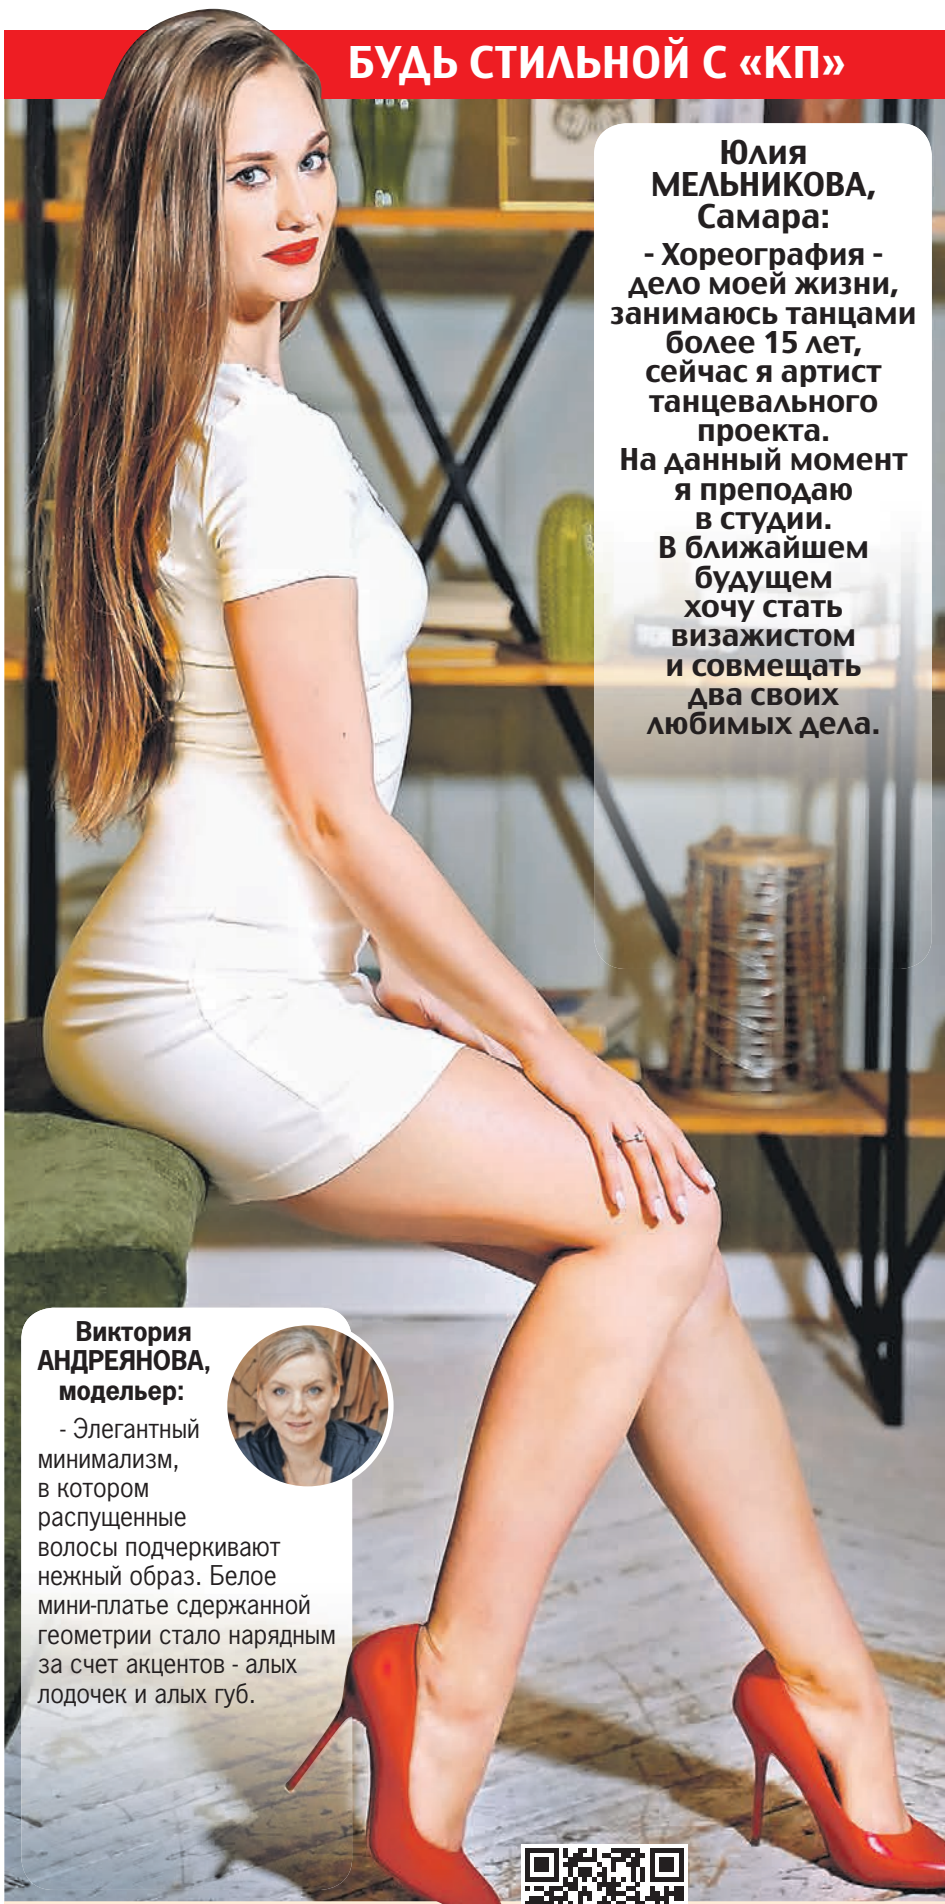 БУДЬ СТИЛЬНОЙ С «КП»
Юлия
МЕЛЬНИКОВА,
Самара:
- Хореография -
дело моей жизни,
занимаюсь танцами
более 15 лет,
сейчас я артист
танцевального
проекта.
На данный момент
я преподаю
в студии.
В ближайшем
будущем
хочу стать
визажистом
и совмещать
два своих
любимых дела.
Виктория
АНДРЕЯНОВА,
модельер:
- Элегантный
минимализм,
в котором
распущенные
волосы подчеркивают
нежный образ. Белое
мини-платье сдержанной
геометрии стало нарядным
за счет акцентов - алых
лодочек и алых губ.